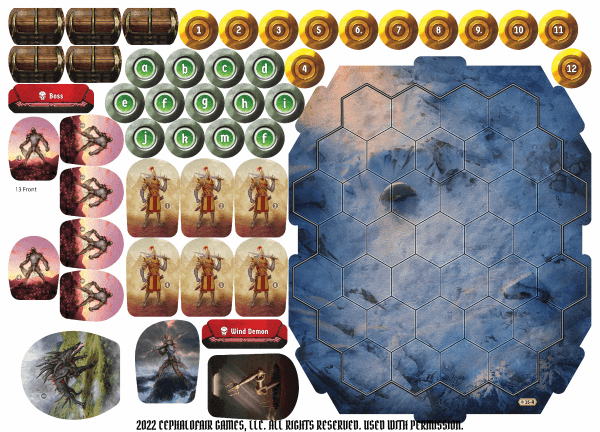 1 2 3 5 6. 7 8 9. 10 11
a b c d 4 12
Boss
e f g h i
j k m f
13 Front
Wind Demon
2022 CEPHALOFAIR GAMES, LLC. ALL RIGHTS RESERVED. USED WITH PERMISSION.